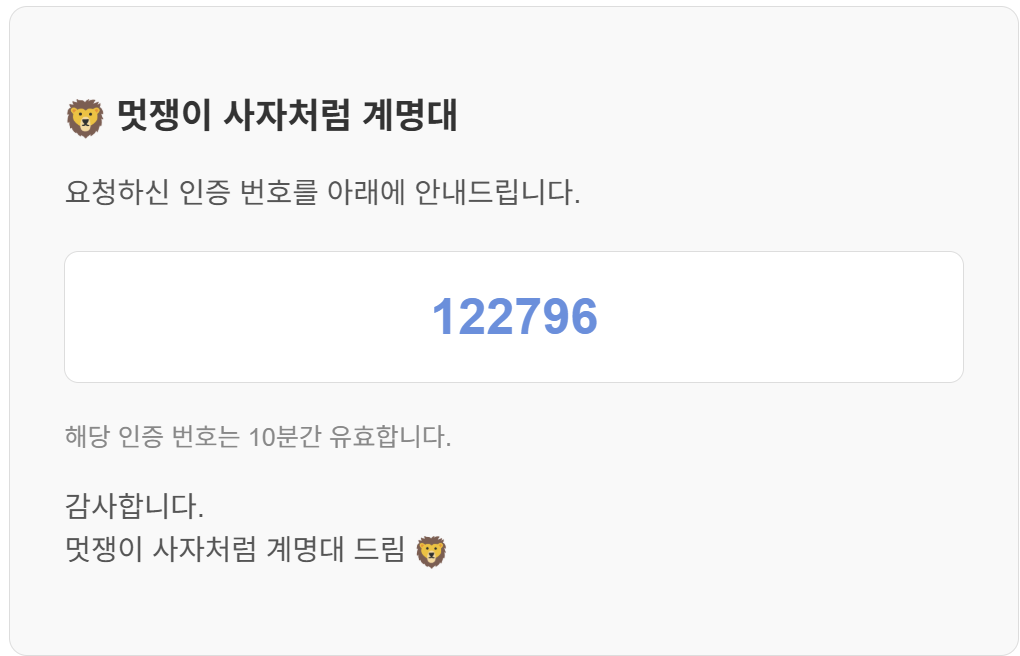 🦁 멋쟁이 사자처럼 계명대
요청하신 인증 번호를 아래에 안내드립니다.
122796
해당 인증 번호는 10분간 유효합니다.
감사합니다.
멋쟁이 사자처럼 계명대 드림 🦁